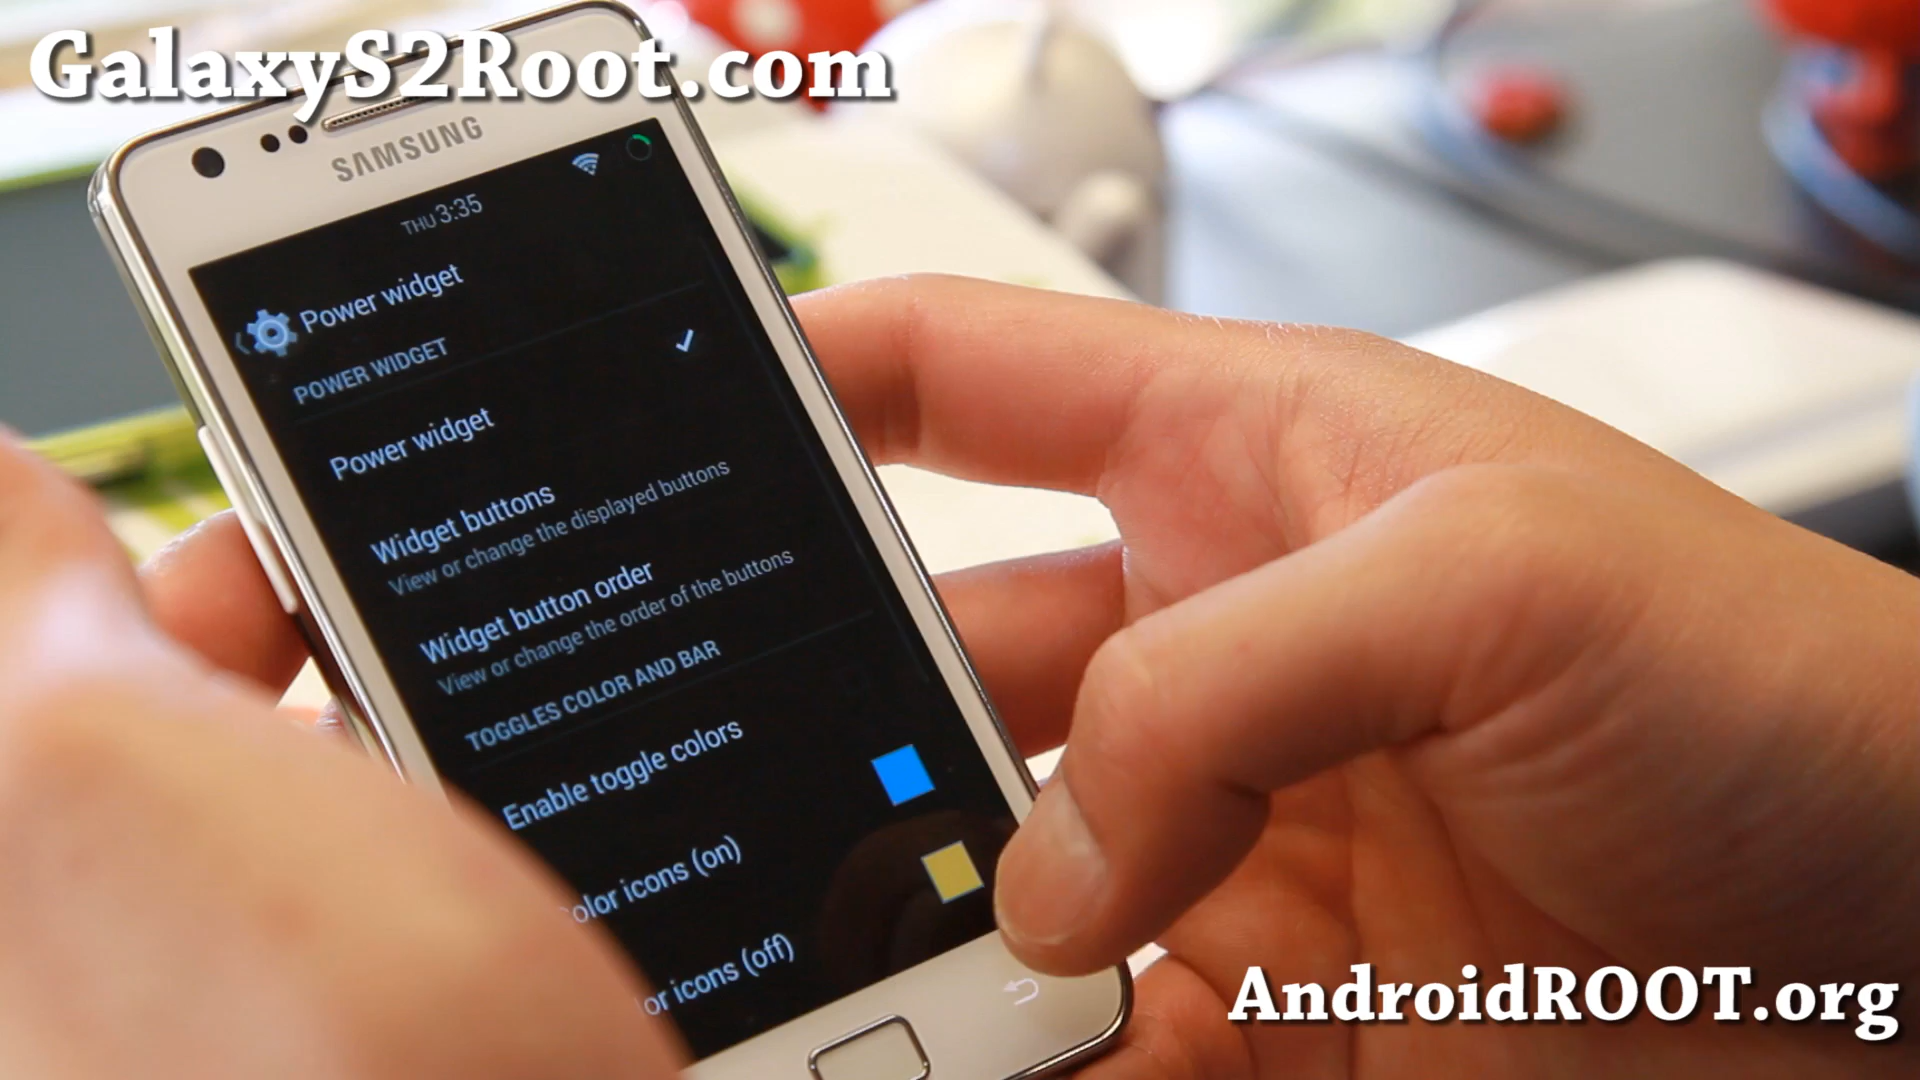 GalaxyS2Root.com
SAMSUNG
THU 3:35
Power widget
POWER WIDGET
Power widget
Widget buttons
View or change the displayed buttons
Widget button order
View or change the order of the buttons
TOGGLES COLOR AND BAR
Enable toggle colors
olor icons (on)
or icons (off)
AndroidROOT.org